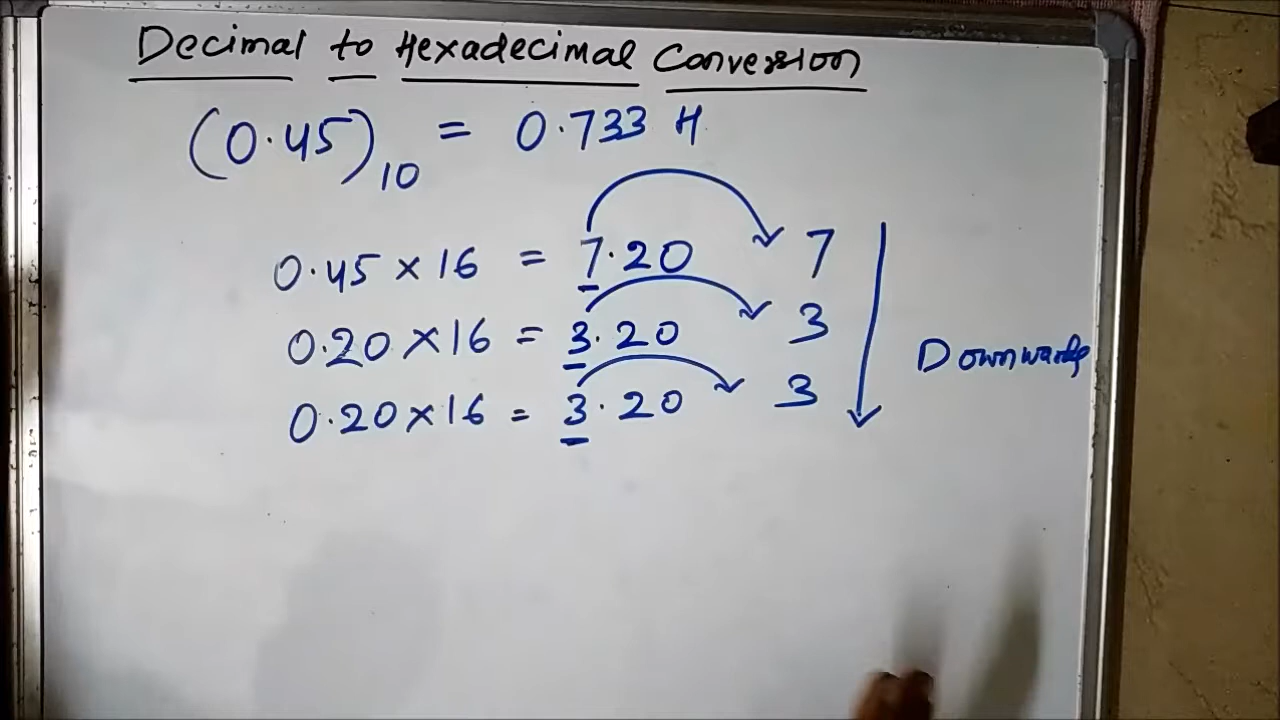 Decimal to Hexadecimal Conversion
(0.45)10 = 0.733 H
0.45 × 16 = 7.20 7
0.20 × 16 = 3.20 3
Downwards
0.20 × 16 = 3.20 3